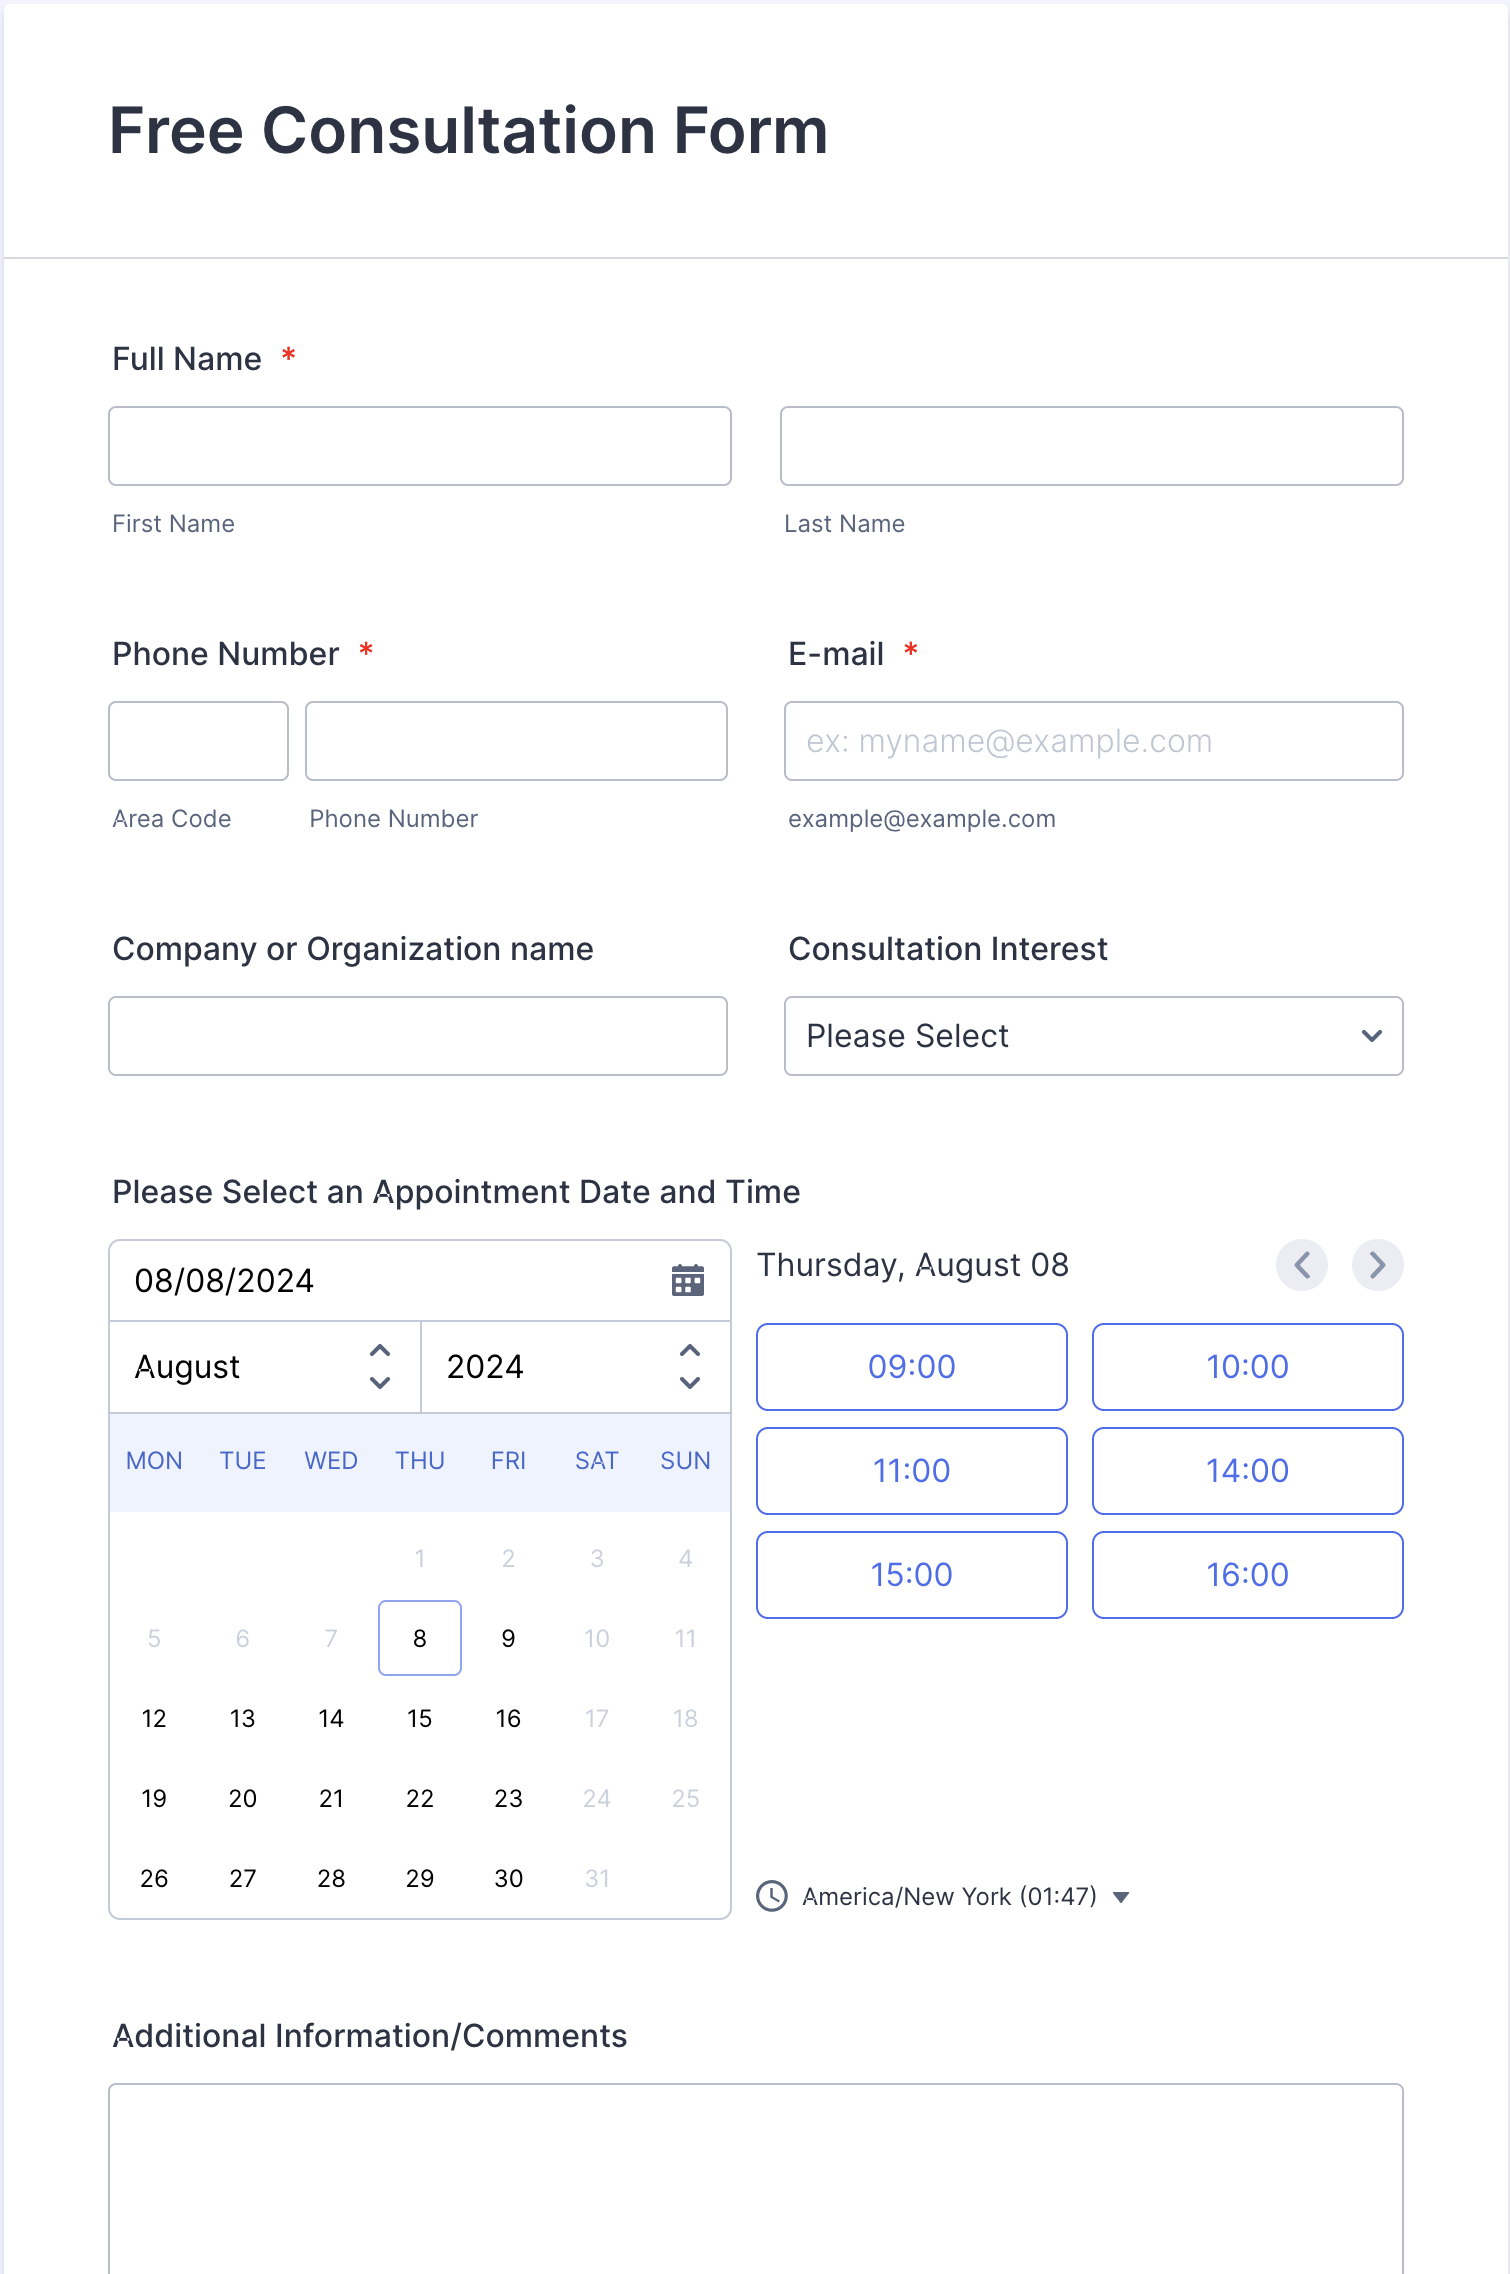 Free Consultation Form
Full Name *
First Name
Last Name
Phone Number *
E-mail *
ex: myname@example.com
Area Code
Phone Number
example@example.com
Company or Organization name
Consultation Interest
Please Select
Please Select an Appointment Date and Time
08/08/2024
August
2024
MON TUE WED THU FRI SAT SUN
1 2 3 4
5 6 7 8 9 10 11
12 13 14 15 16 17 18
19 20 21 22 23 24 25
26 27 28 29 30 31
Thursday, August 08
09:00 10:00
11:00 14:00
15:00 16:00
America/New York (01:47)
Additional Information/Comments